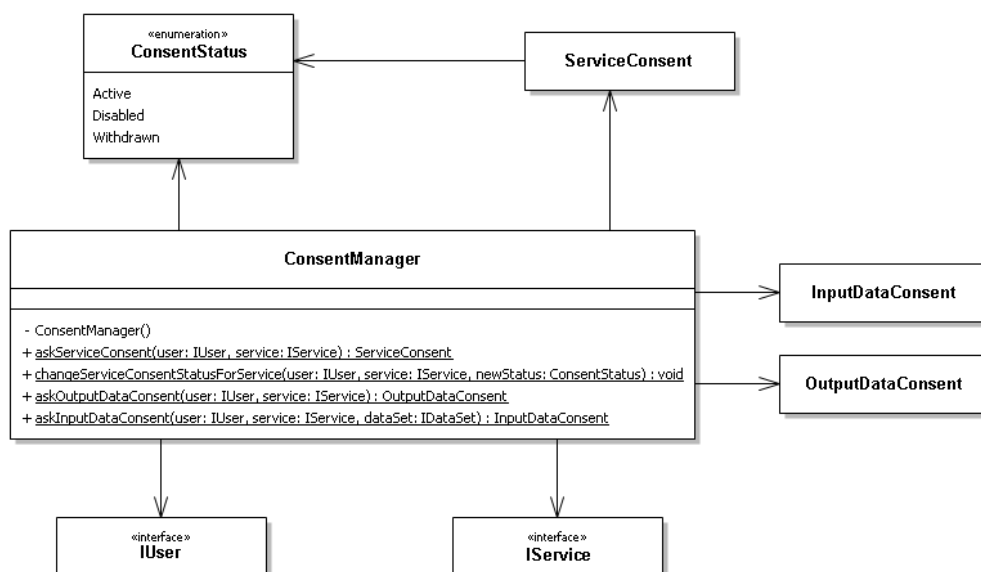 «enumeration»
ConsentStatus
Active
Disabled
Withdrawn
ServiceConsent
ConsentManager
- ConsentManager()
+ askServiceConsent(user: IUser, service: IService) : ServiceConsent
+ changeServiceConsentStatusForService(user: IUser, service: IService, newStatus: ConsentStatus) : void
+ askOutputDataConsent(user: IUser, service: IService) : OutputDataConsent
+ askInputDataConsent(user: IUser, service: IService, dataSet: IDataSet) : InputDataConsent
InputDataConsent
OutputDataConsent
«interface»
IUser
«interface»
IService